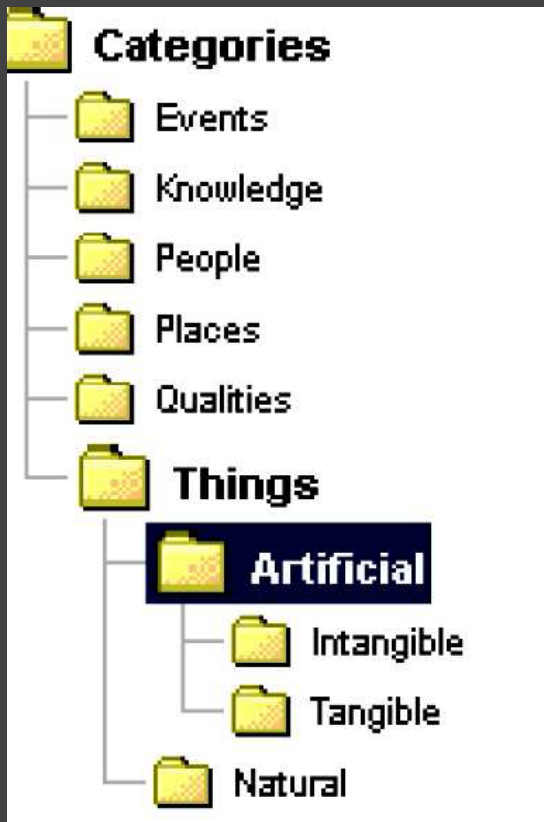 Categories
Events
Knowledge
People
Places
Qualities
Things
Artificial
Intangible
Tangible
Natural